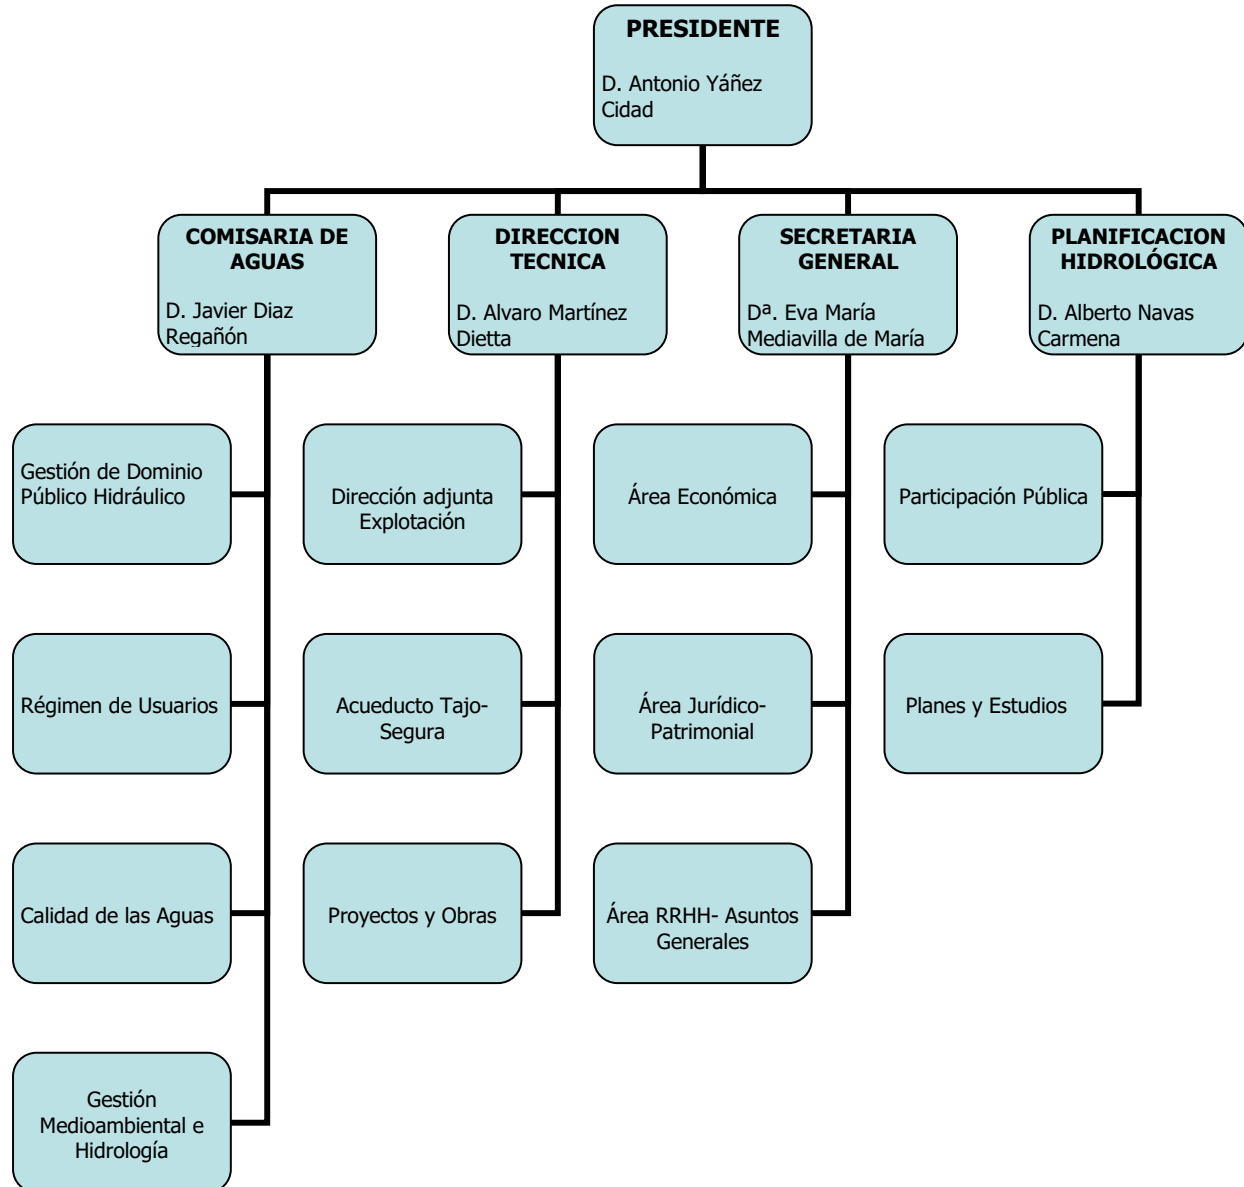 PRESIDENTE
D. Antonio Yáñez
Cidad
COMISARIA DE
AGUAS
D. Javier Diaz
Regañón
DIRECCION
TECNICA
D. Alvaro Martínez
Dietta
SECRETARIA
GENERAL
Dª. Eva María
Mediavilla de María
PLANIFICACION
HIDROLÓGICA
D. Alberto Navas
Carmena
Gestión de Dominio
Público Hidráulico
Dirección adjunta
Explotación
Área Económica
Participación Pública
Régimen de Usuarios
Acueducto Tajo-
Segura
Área Jurídico-
Patrimonial
Planes y Estudios
Calidad de las Aguas
Proyectos y Obras
Área RRHH- Asuntos
Generales
Gestión
Medioambiental e
Hidrología